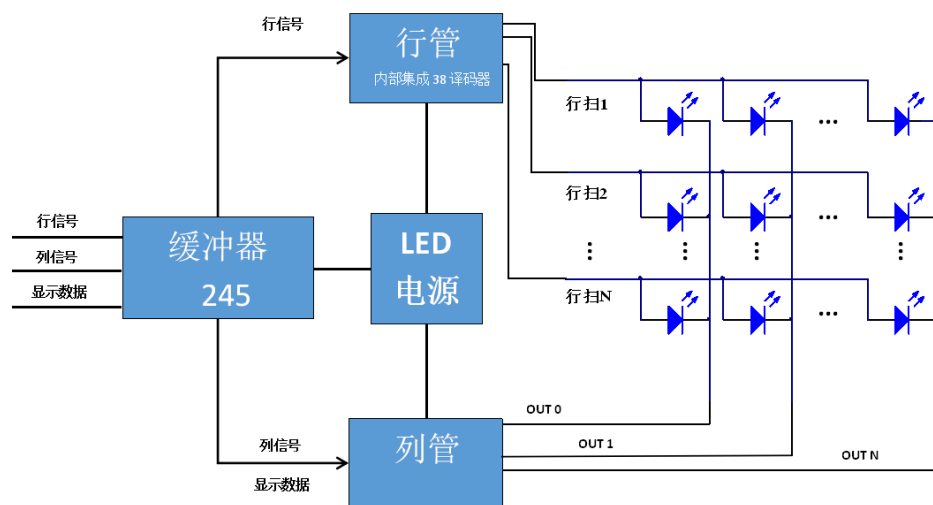 行信号
行管
内部集成 38 译码器
行扫1
...
行扫2
行信号
列信号
显示数据
缓冲器
245
LED
电源
...
行扫N
...
列管
列信号
显示数据
OUT 0
OUT 1
OUT N